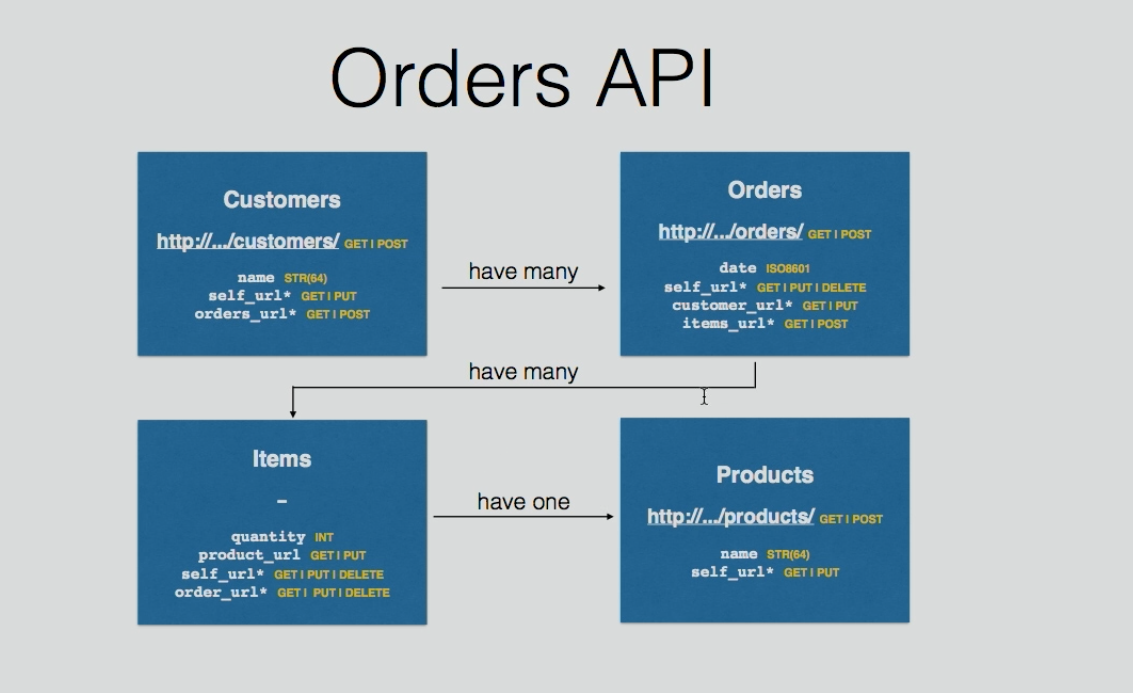 Orders API
Customers
http://.../customers/ GET | POST
name STR(64)
self_url* GET | PUT
orders_url* GET | POST
have many
Orders
http://.../orders/ GET | POST
date ISO8601
self_url* GET | PUT | DELETE
customer_url* GET | PUT
items_url* GET | POST
have many
Items
–
quantity INT
product_url GET | PUT
self_url* GET | PUT | DELETE
order_url* GET | PUT | DELETE
have one
Products
http://.../products/ GET | POST
name STR(64)
self_url* GET | PUT